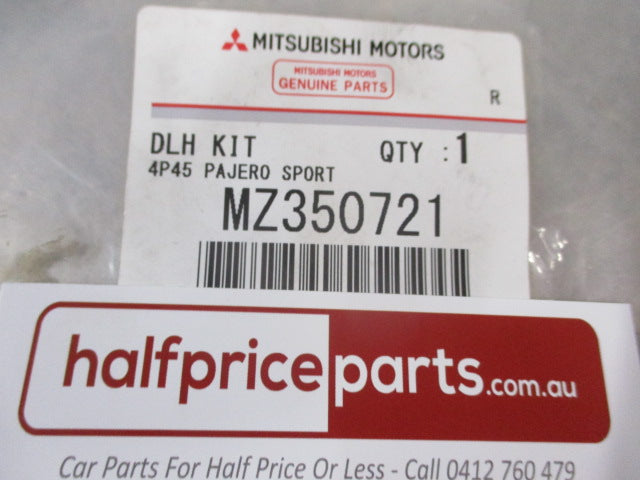 MITSUBISHI MOTORS
MITSUBISHI MOTORS
GENUINE PARTS
R
DLH KIT QTY : 1
4P45 PAJERO SPORT
MZ350721
halfpriceparts.com.au
Car Parts For Half Price Or Less - Call 0412 760 479